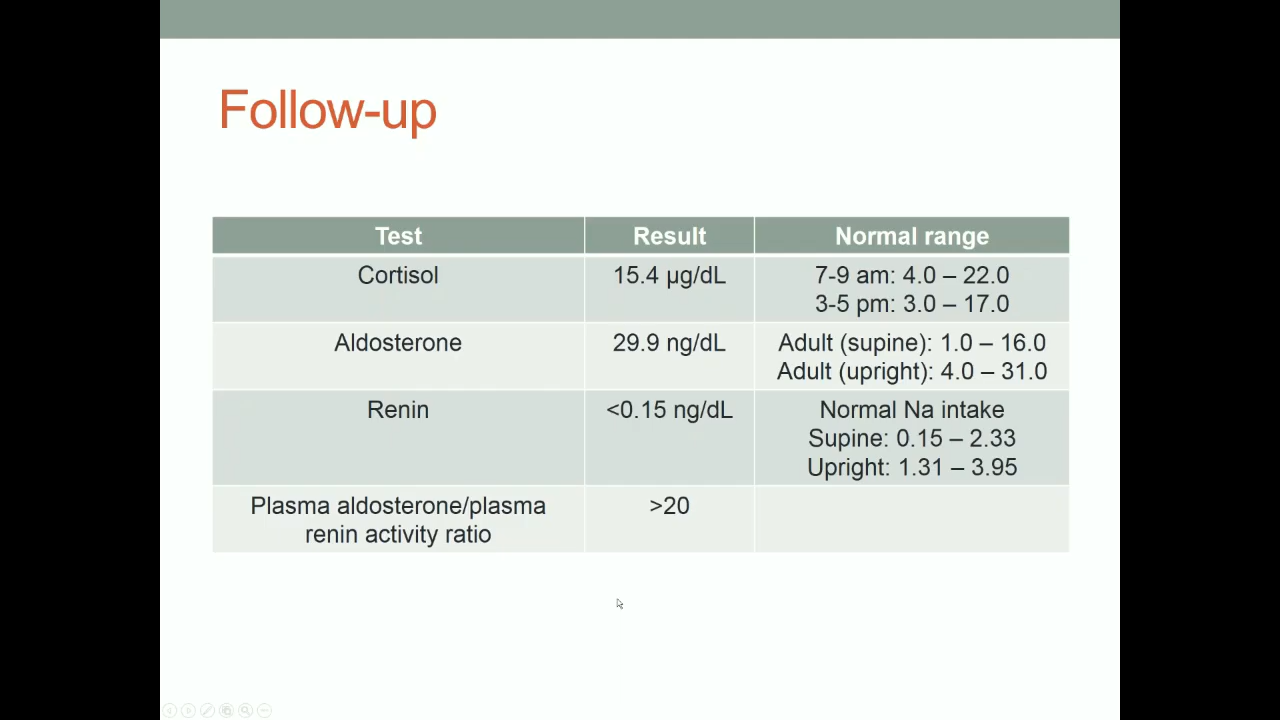 Follow-up
Test Result Normal range
Cortisol 15.4 µg/dL 7-9 am: 4.0 – 22.0
3-5 pm: 3.0 – 17.0
Aldosterone 29.9 ng/dL Adult (supine): 1.0 – 16.0
Adult (upright): 4.0 – 31.0
Renin <0.15 ng/dL Normal Na intake
Supine: 0.15 – 2.33
Upright: 1.31 – 3.95
Plasma aldosterone/plasma >20
renin activity ratio